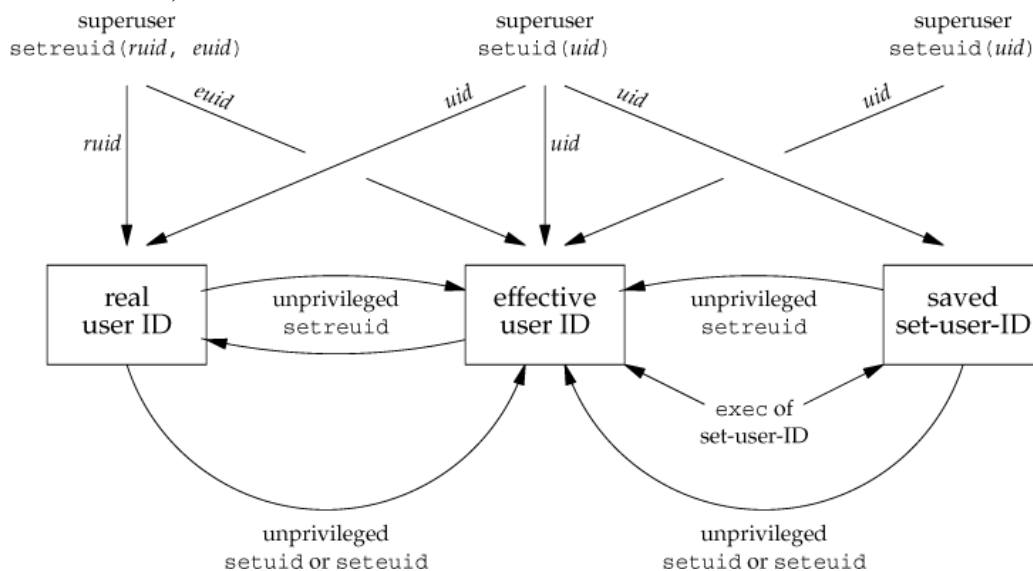 superuser
setreuid(ruid, euid)
superuser
setuid(uid)
superuser
seteuid(uid)
euid
uid
uid
uid
ruid
uid
real
user ID
unprivileged
setreuid
effective
user ID
unprivileged
setreuid
saved
set-user-ID
exec of
set-user-ID
unprivileged
setuid or seteuid
unprivileged
setuid or seteuid